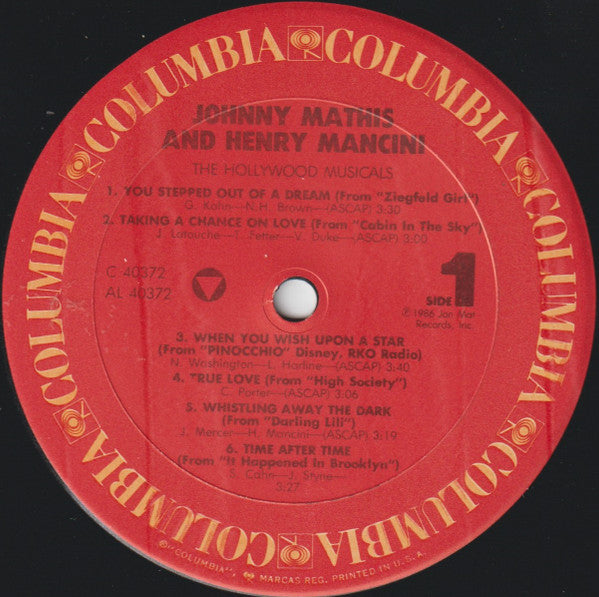 COLUMBIA COLUMBIA COLUMBIA COLUMBIA COLUMBIA COLUMBIA
JOHNNY MATHIS
AND HENRY MANCINI
THE HOLLYWOOD MUSICALS
1. YOU STEPPED OUT OF A DREAM (From "Ziegfeld Girl")
G. Kahn—N.H. Brown—(ASCAP) 3:30
2. TAKING A CHANCE ON LOVE (From "Cabin In The Sky")
J. Latouche—T. Fetter—V. Duke—(ASCAP) 3:00
C 40372
AL 40372
SIDE 1
℗ 1986 Jon Mat
Records, Inc.
3. WHEN YOU WISH UPON A STAR
(From "PINOCCHIO" Disney, RKO Radio)
N. Washington—L. Harline—(ASCAP) 3:40
4. TRUE LOVE (From "High Society")
C. Porter—(ASCAP) 3:06
5. WHISTLING AWAY THE DARK
(From "Darling Lili")
J. Mercer—H. Mancini—(ASCAP) 3:19
6. TIME AFTER TIME
(From "It Happened in Brooklyn")
S. Cahn—J. Styne—
3:27
"COLUMBIA", MARCAS REG. PRINTED IN U.S.A.